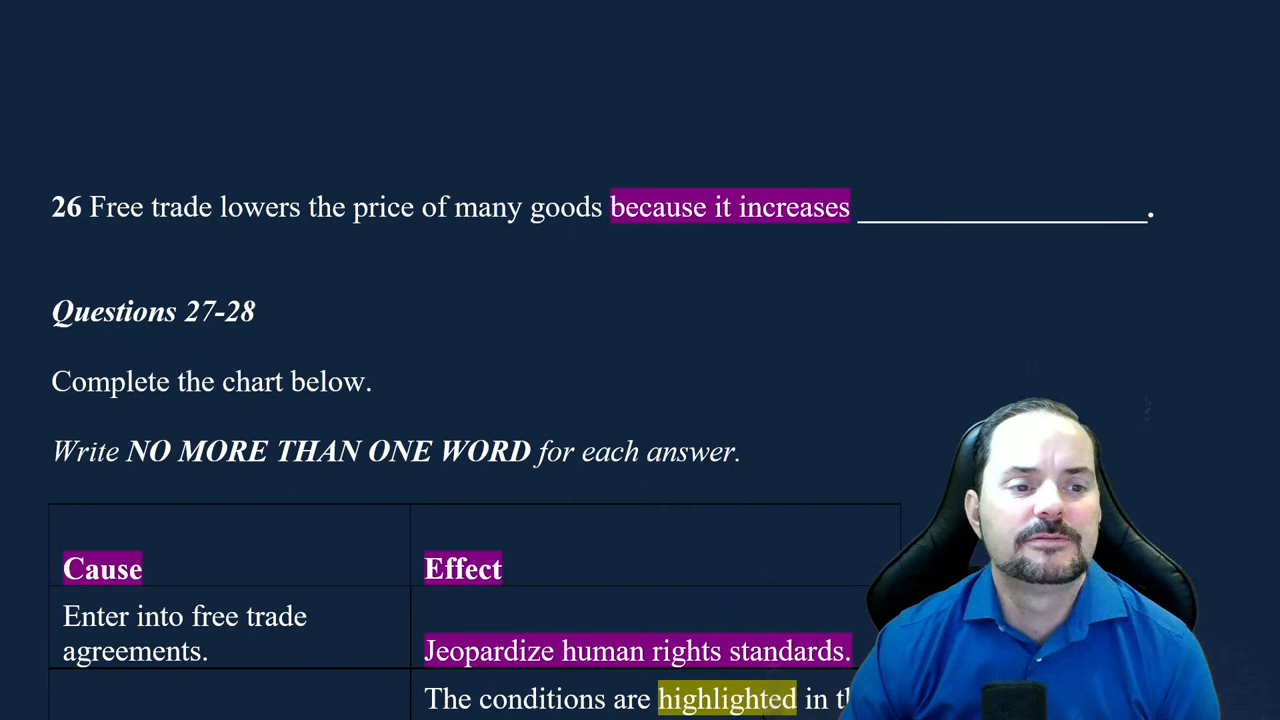 26 Free trade lowers the price of many goods because it increases ____________________.
Questions 27-28
Complete the chart below.
Write NO MORE THAN ONE WORD for each answer.
Cause
Effect
Enter into free trade
agreements.
Jeopardize human rights standards.
The conditions are highlighted in